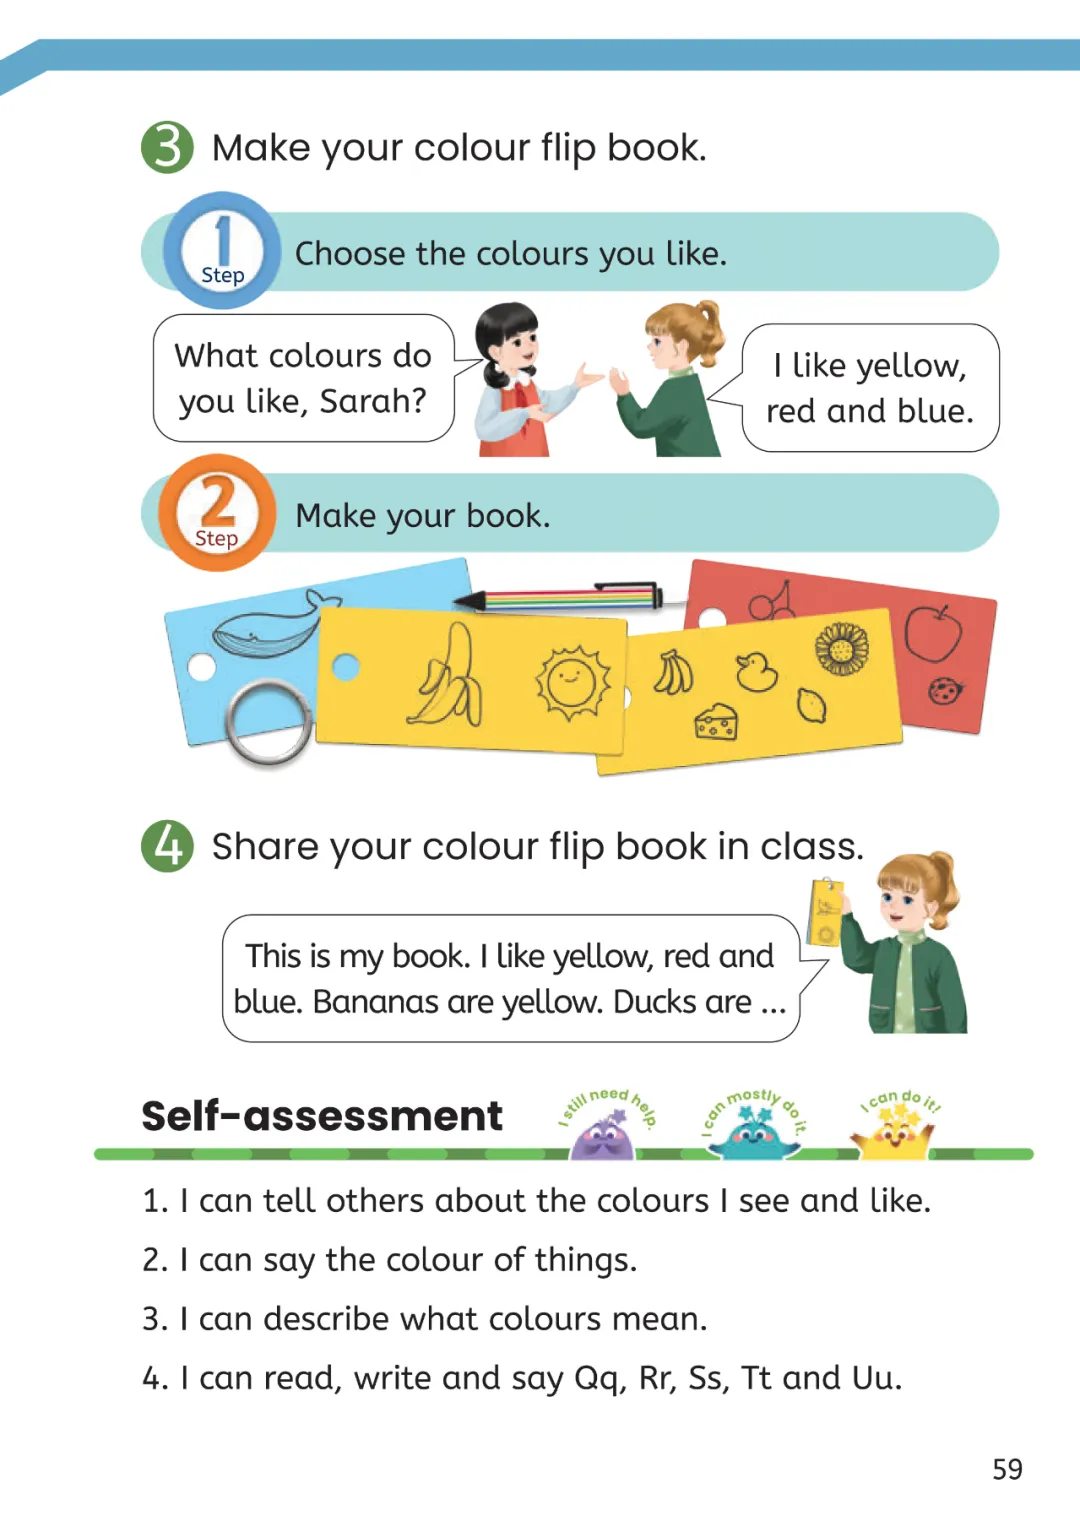 3 Make your colour flip book.
1
Step
Choose the colours you like.
What colours do
you like, Sarah?
I like yellow,
red and blue.
2
Step
Make your book.
4 Share your colour flip book in class.
This is my book. I like yellow, red and
blue. Bananas are yellow. Ducks are ...
Self-assessment
I still need help.
I can mostly do it.
I can do it!
1. I can tell others about the colours I see and like.
2. I can say the colour of things.
3. I can describe what colours mean.
4. I can read, write and say Qq, Rr, Ss, Tt and Uu.
59